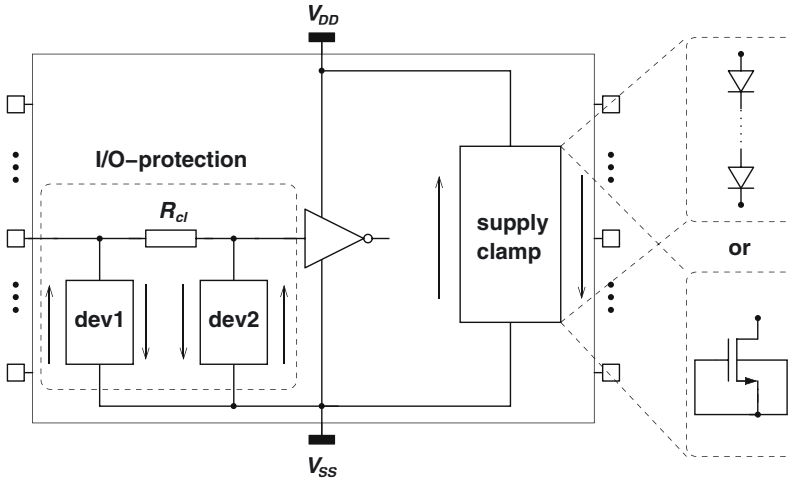 V_DD
I/O–protection
R_cl
supply
clamp
or
dev1
dev2
V_SS